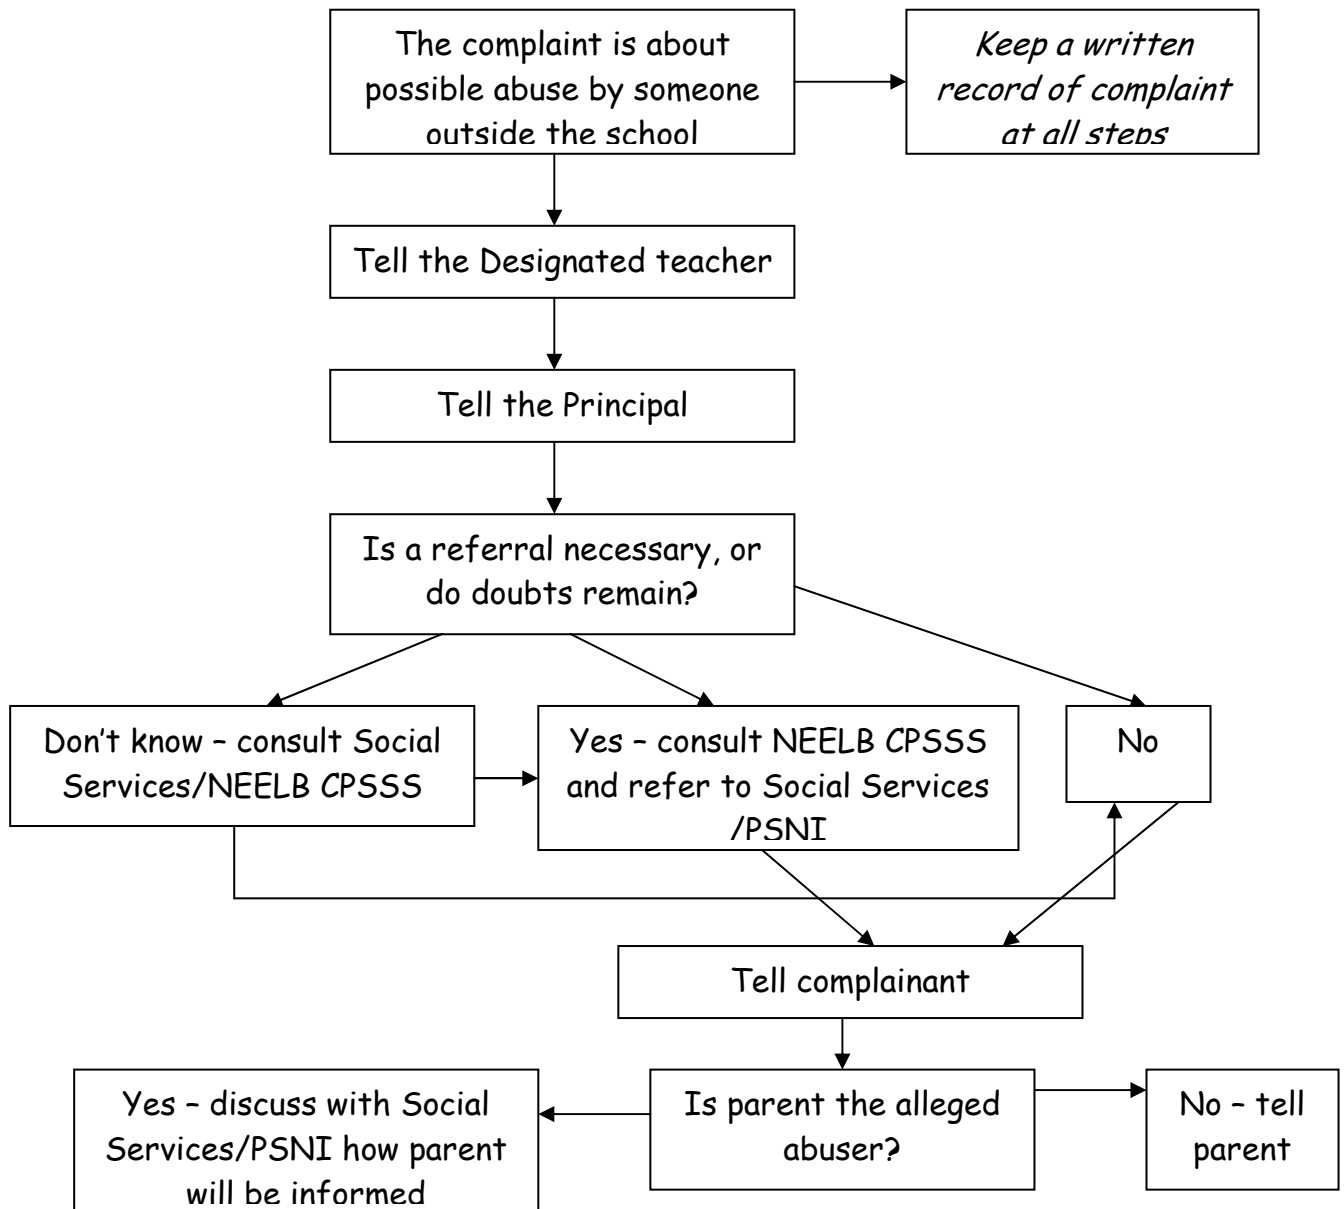 The complaint is about
possible abuse by someone
outside the school
Keep a written
record of complaint
at all steps
Tell the Designated teacher
Tell the Principal
Is a referral necessary, or
do doubts remain?
Don't know – consult Social
Services/NEELB CPSSS
Yes – consult NEELB CPSSS
and refer to Social Services
/PSNI
No
Tell complainant
Yes – discuss with Social
Services/PSNI how parent
will be informed
Is parent the alleged
abuser?
No – tell
parent